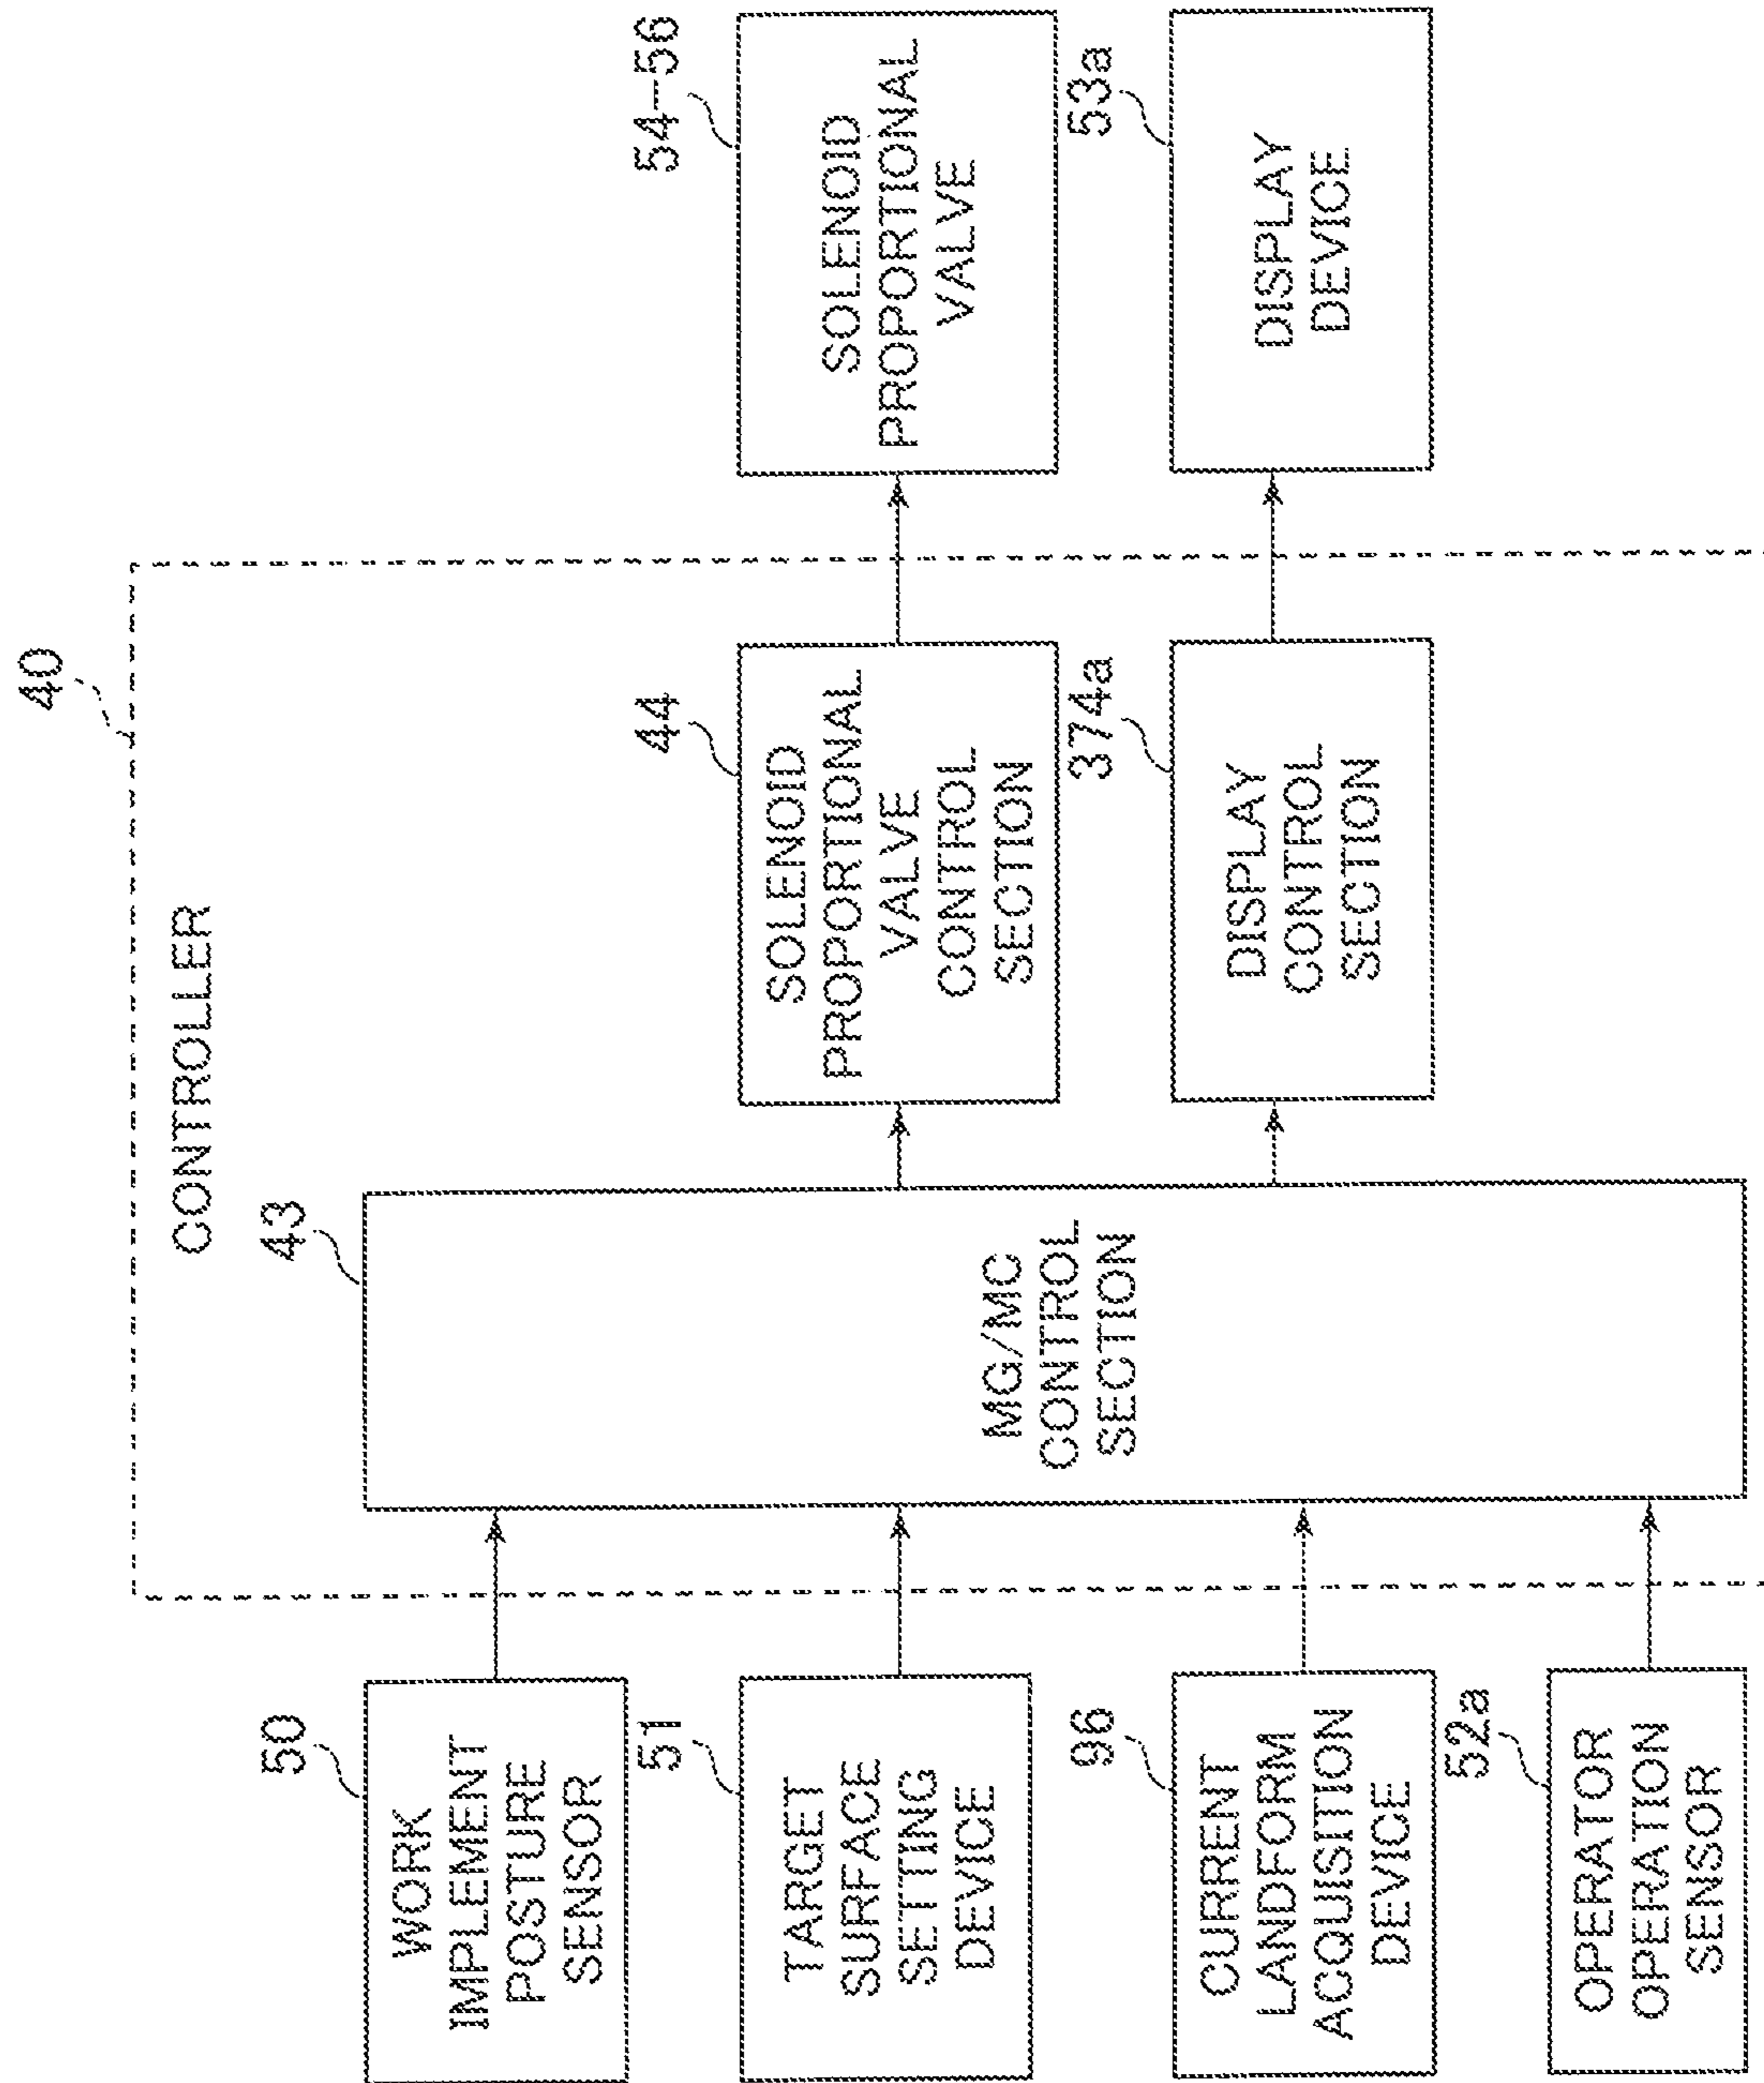 40
CONTROLLER
50
WORK
IMPLEMENT
POSTURE
SENSOR
51
TARGET
SURFACE
SETTING
DEVICE
96
CURRENT
LANDFORM
ACQUISITION
DEVICE
52a
OPERATOR
OPERATION
SENSOR
43
MG/MC
CONTROL
SECTION
44
SOLENOID
PROPORTIONAL
VALVE
CONTROL
SECTION
374a
DISPLAY
CONTROL
SECTION
54-56
SOLENOID
PROPORTIONAL
VALVE
53a
DISPLAY
DEVICE